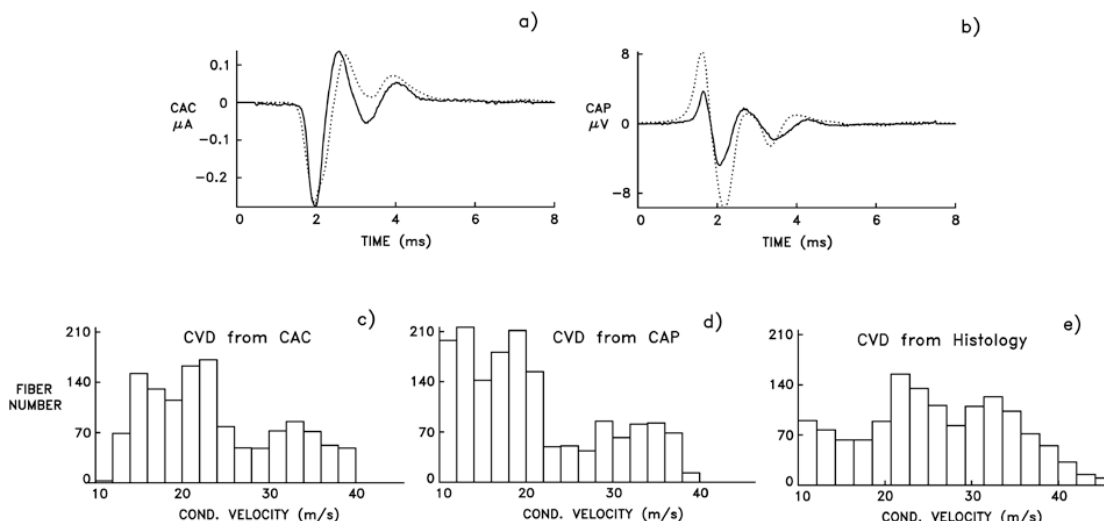 a)
0.1
CAC
0
μA
-0.1
-0.2
0 2 4 6 8
TIME (ms)
b)
8
CAP
0
μV
-8
0 2 4 6 8
TIME (ms)
c)
CVD from CAC
210
FIBER
NUMBER
140
70
0
10 20 30 40
COND. VELOCITY (m/s)
d)
CVD from CAP
210
140
70
0
10 20 30 40
COND. VELOCITY (m/s)
e)
CVD from Histology
210
140
70
0
10 20 30 40
COND. VELOCITY (m/s)